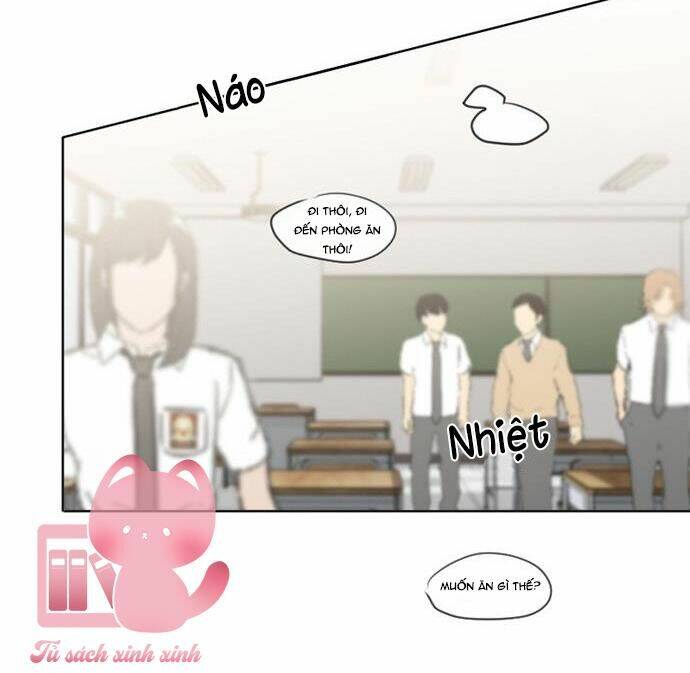 Náo
ĐI THÔI, ĐI
ĐẾN PHÒNG ĂN
THÔI!
Nhiệt
MUỐN ĂN GÌ THẾ?
Tủ sách xinh xinh